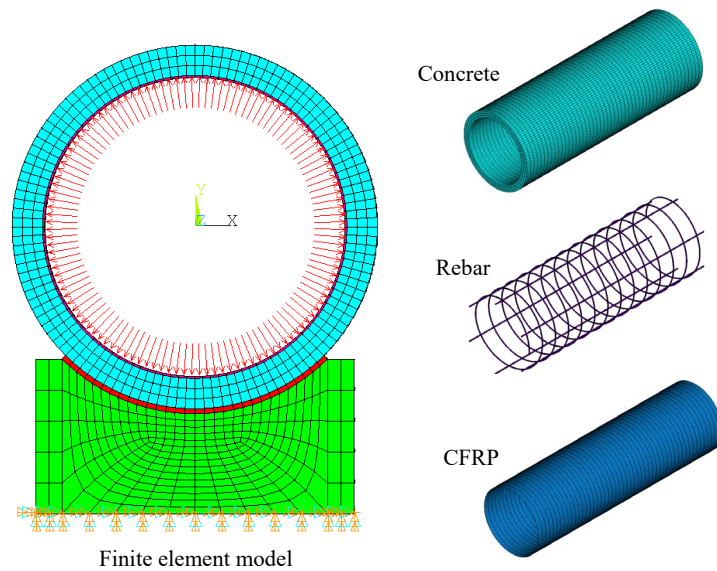 Concrete
Y
Z X
Rebar
CFRP
Finite element model